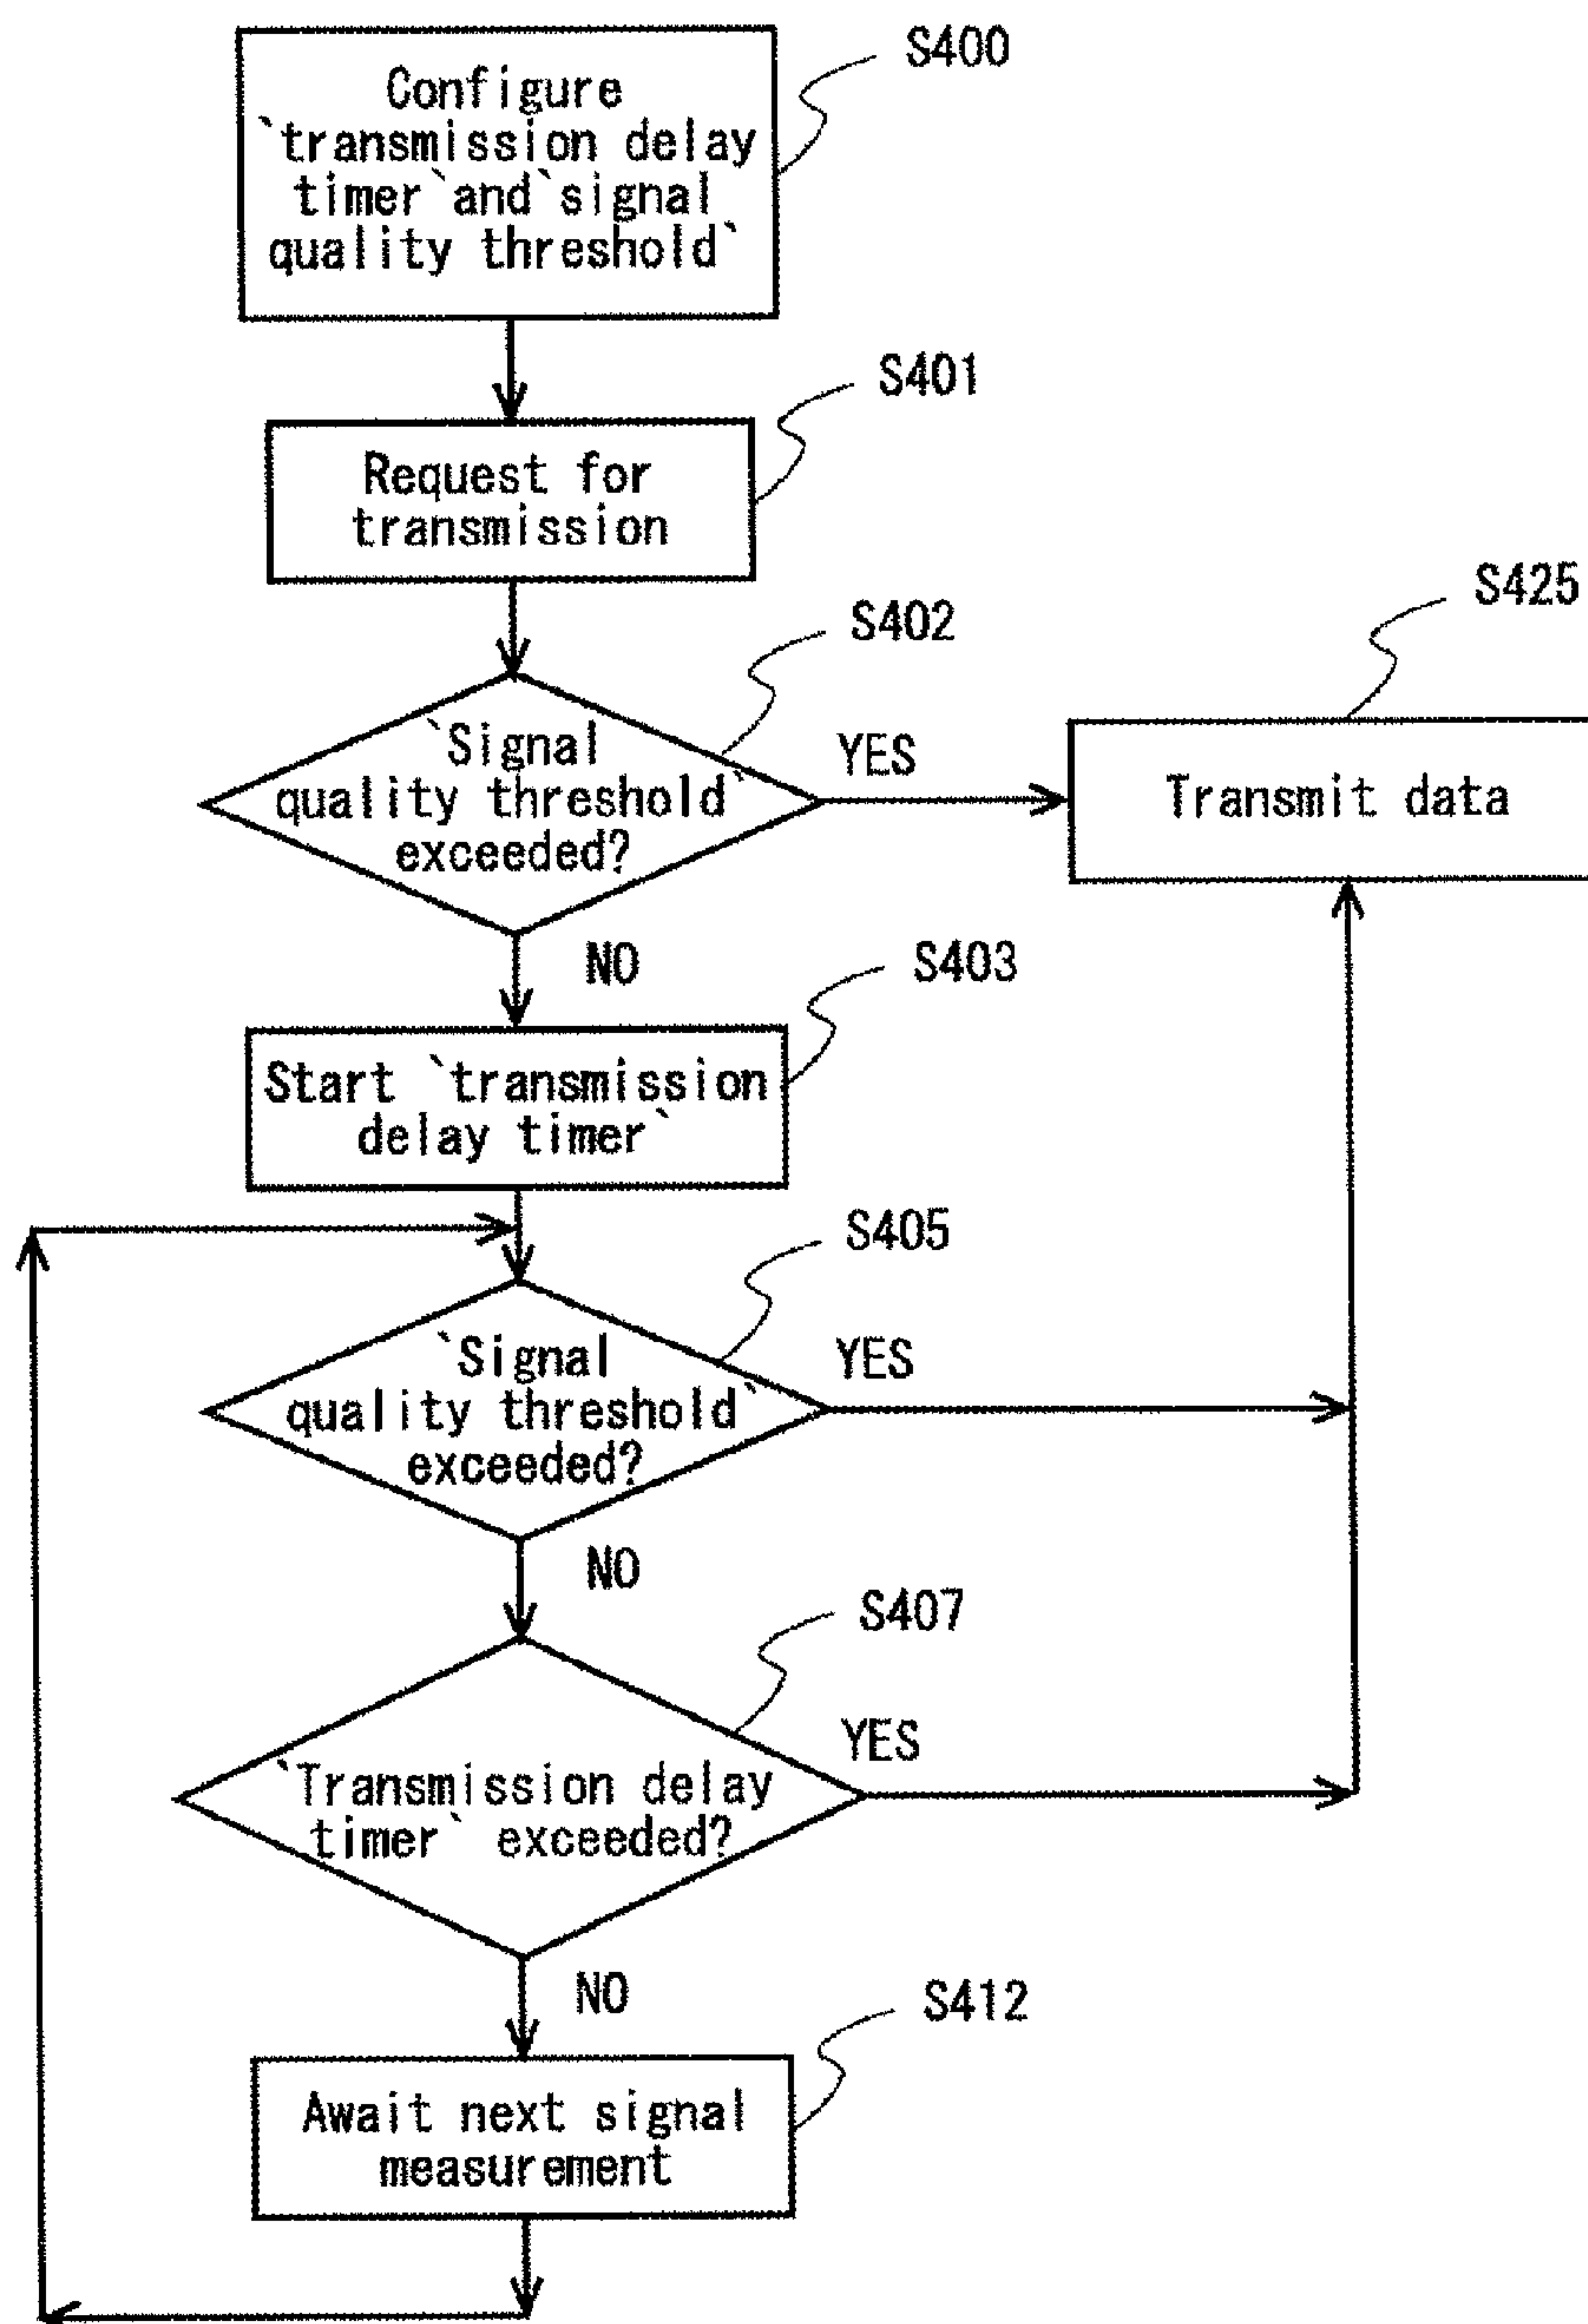 S400
Configure
`transmission delay
timer`and`signal
quality threshold`
S401
Request for
transmission
S402
S425
`Signal
quality threshold`
exceeded?
YES
Transmit data
NO
S403
Start `transmission
delay timer`
S405
`Signal
quality threshold`
exceeded?
YES
NO
S407
`Transmission delay
timer` exceeded?
YES
NO
S412
Await next signal
measurement